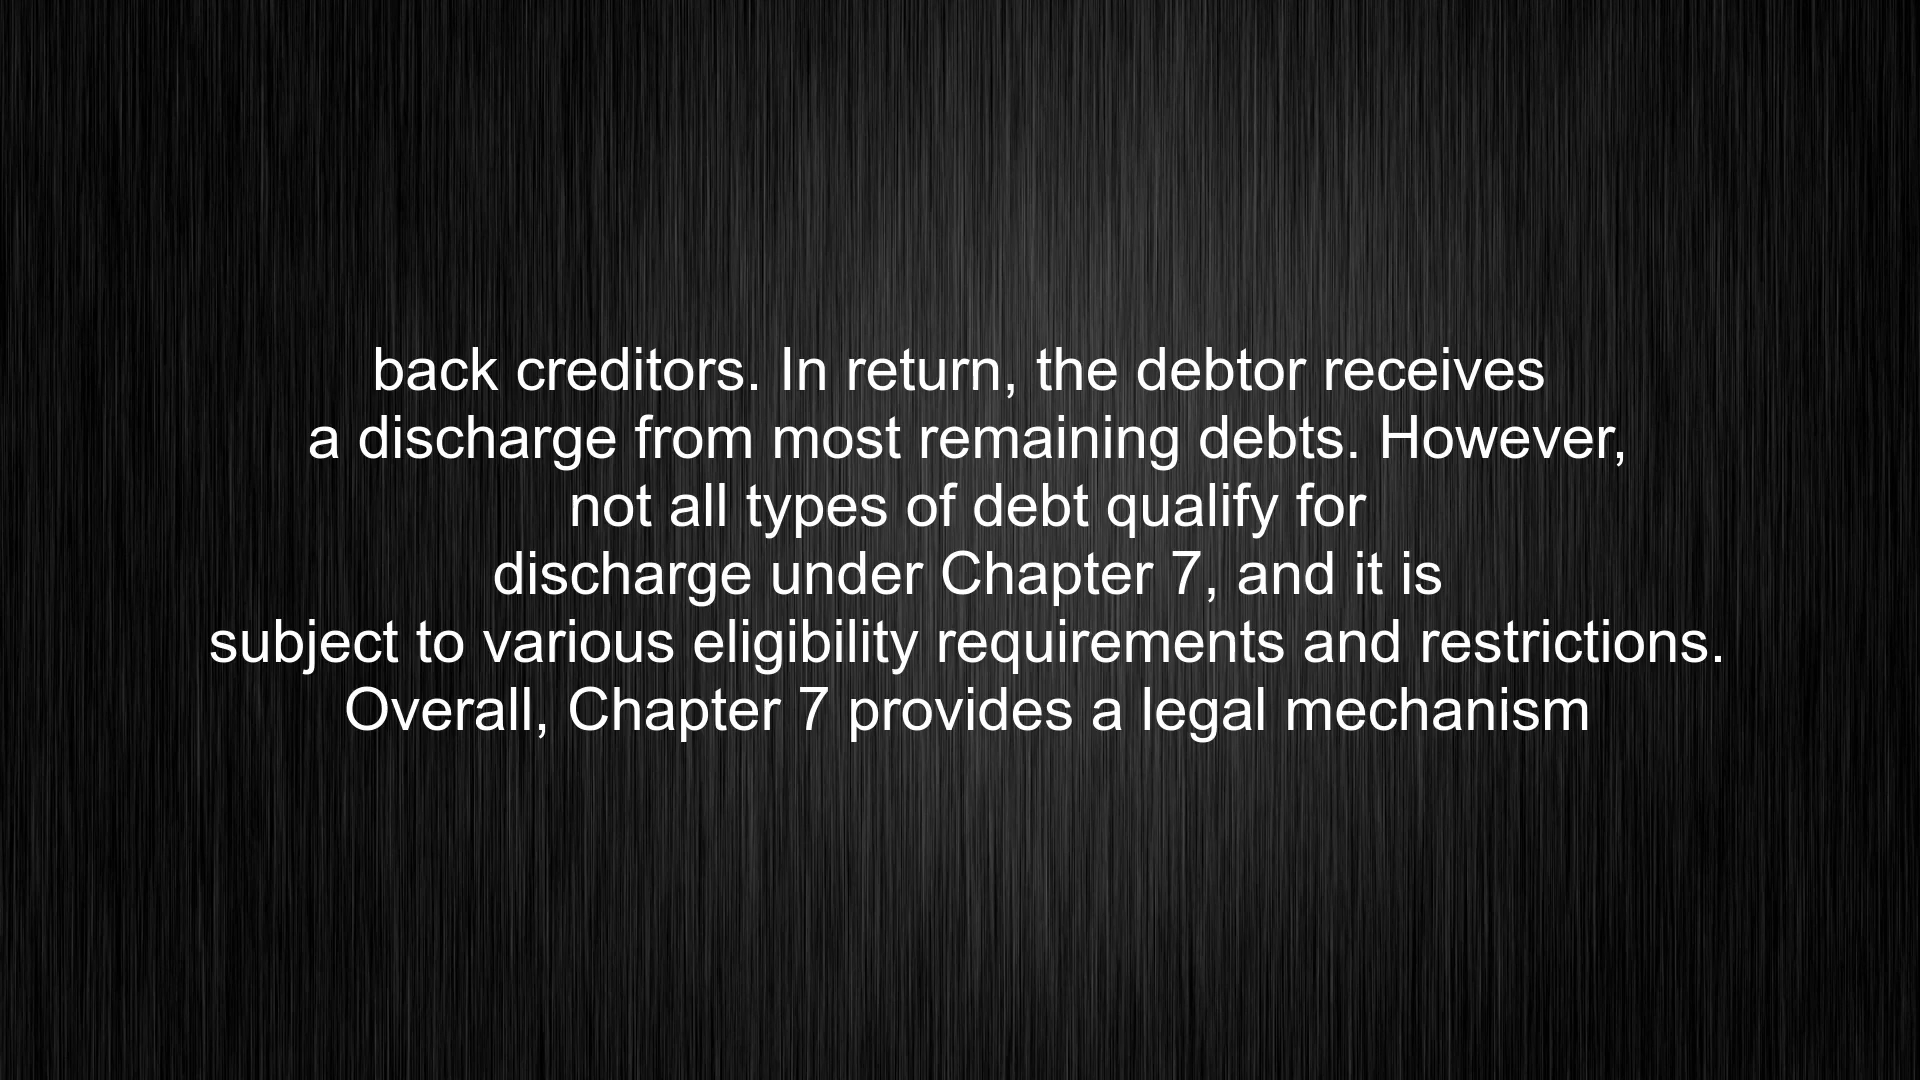 back creditors. In return, the debtor receives
a discharge from most remaining debts. However,
not all types of debt qualify for
discharge under Chapter 7, and it is
subject to various eligibility requirements and restrictions.
Overall, Chapter 7 provides a legal mechanism